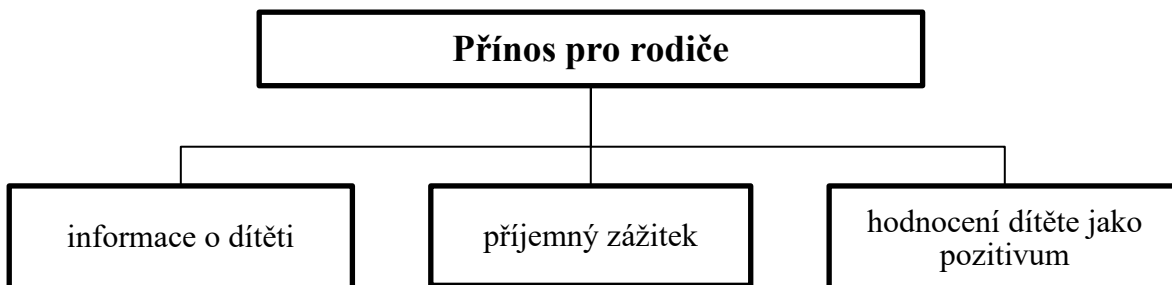 Přínos pro rodiče
informace o dítěti
příjemný zážitek
hodnocení dítěte jako
pozitivum